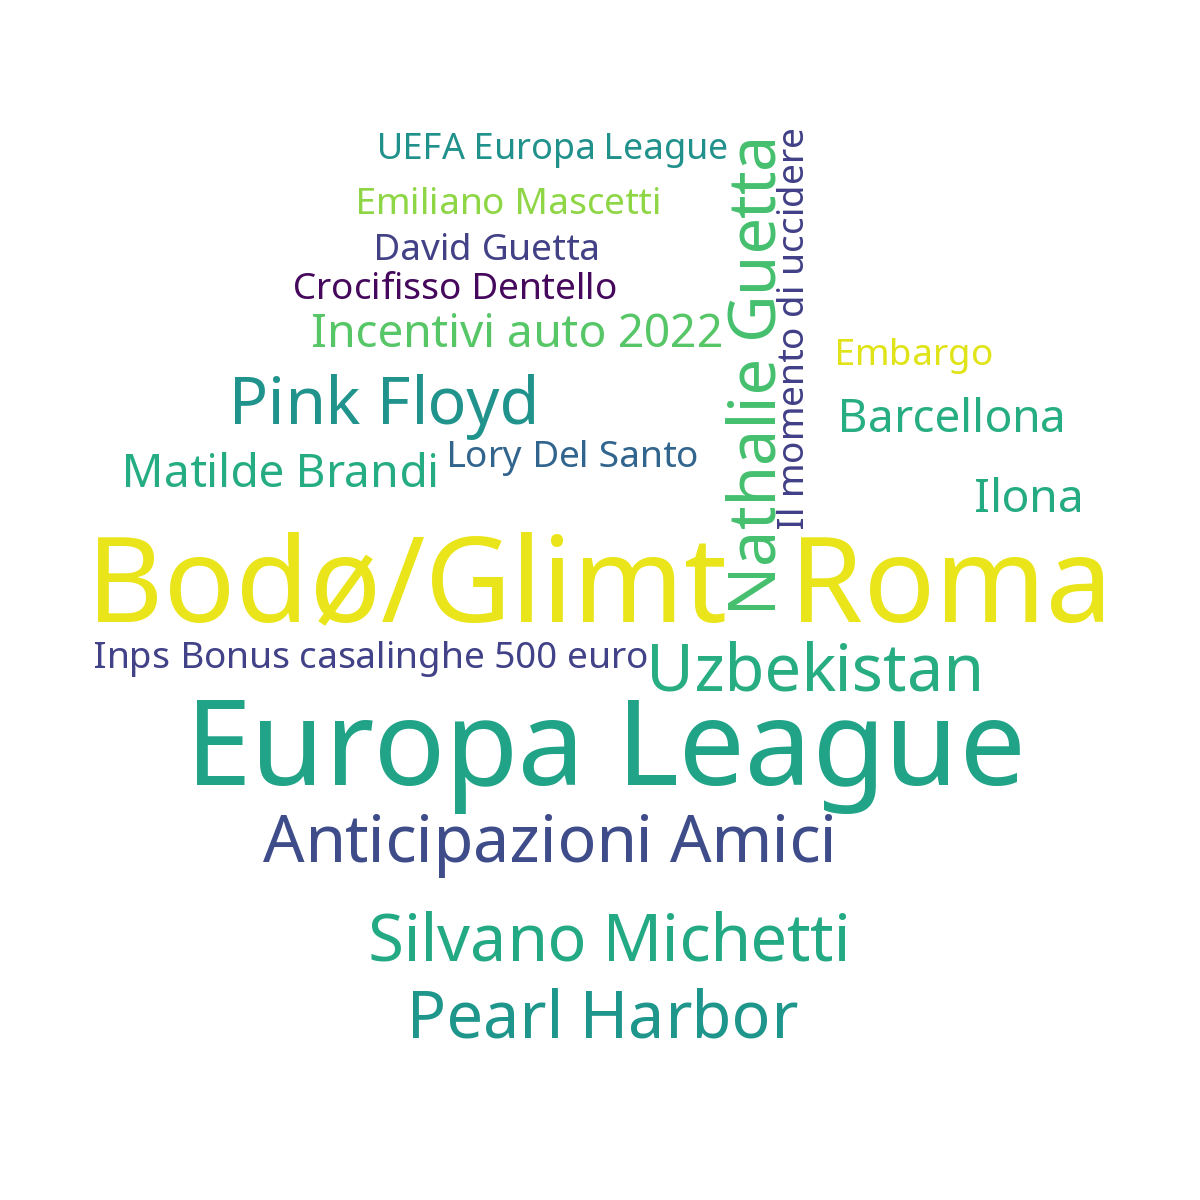 UEFA Europa League
Emiliano Mascetti
David Guetta
Crocifisso Dentello
Incentivi auto 2022
Nathalie Guetta
Il momento di uccidere
Embargo
Pink Floyd
Barcellona
Matilde Brandi
Lory Del Santo
Ilona
Bodø/Glimt Roma
Inps Bonus casalinghe 500 euro
Uzbekistan
Europa League
Anticipazioni Amici
Silvano Michetti
Pearl Harbor